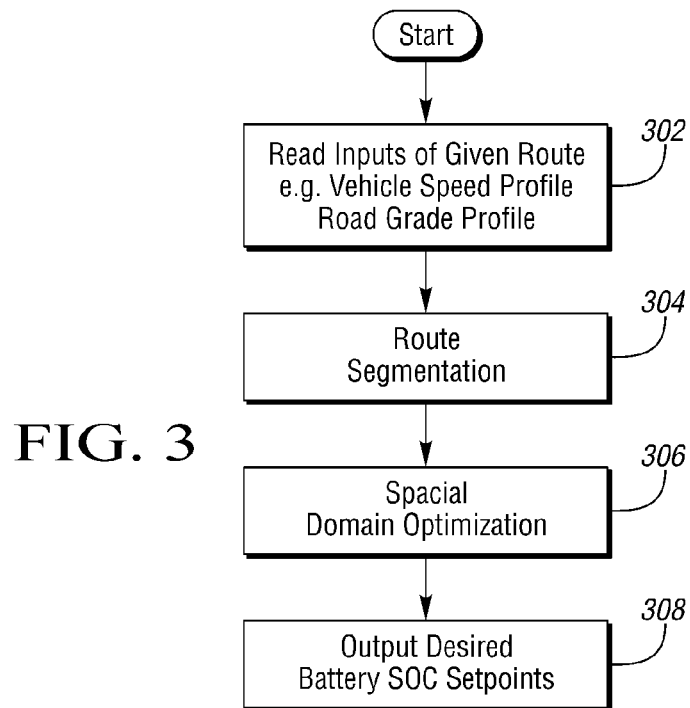 Start
302
Read Inputs of Given Route
e.g. Vehicle Speed Profile
Road Grade Profile
304
Route
Segmentation
FIG. 3
306
Spacial
Domain Optimization
308
Output Desired
Battery SOC Setpoints